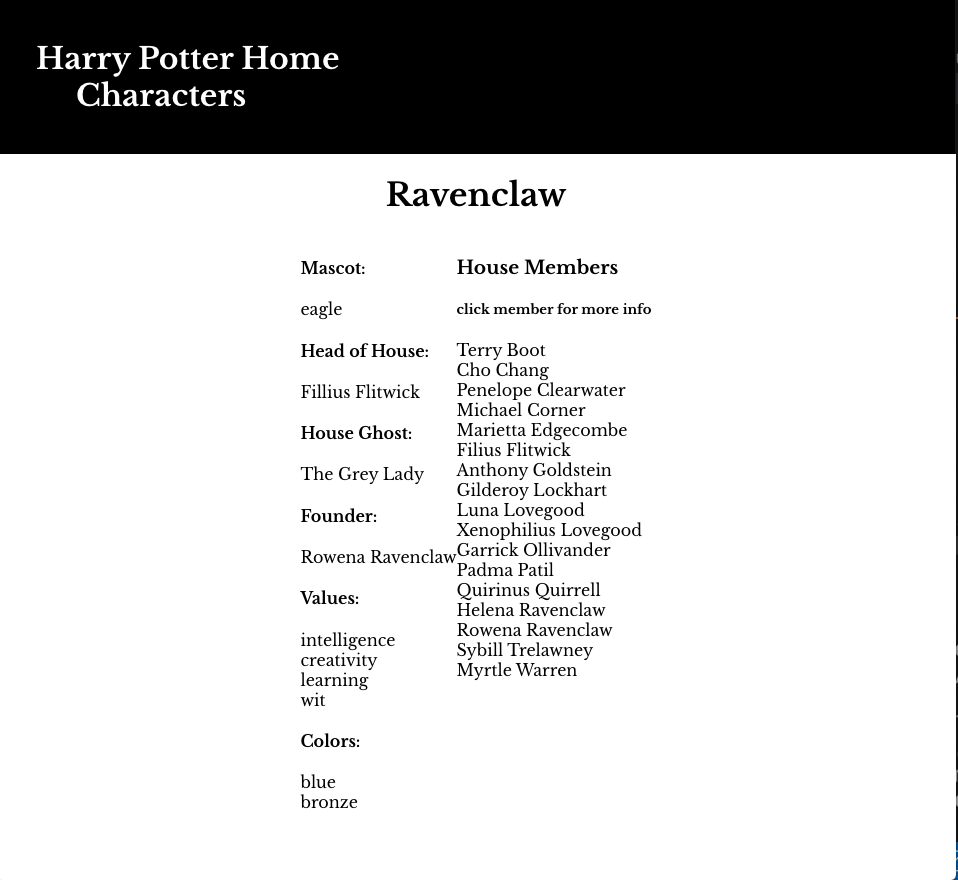 Harry Potter Home
Characters
Ravenclaw
Mascot:
eagle
Head of House:
Fillius Flitwick
House Ghost:
The Grey Lady
Founder:
Rowena Ravenclaw
Values:
intelligence
creativity
learning
wit
Colors:
blue
bronze
House Members
click member for more info
Terry Boot
Cho Chang
Penelope Clearwater
Michael Corner
Marietta Edgecombe
Filius Flitwick
Anthony Goldstein
Gilderoy Lockhart
Luna Lovegood
Xenophilius Lovegood
Garrick Ollivander
Padma Patil
Quirinus Quirrell
Helena Ravenclaw
Rowena Ravenclaw
Sybill Trelawney
Myrtle Warren